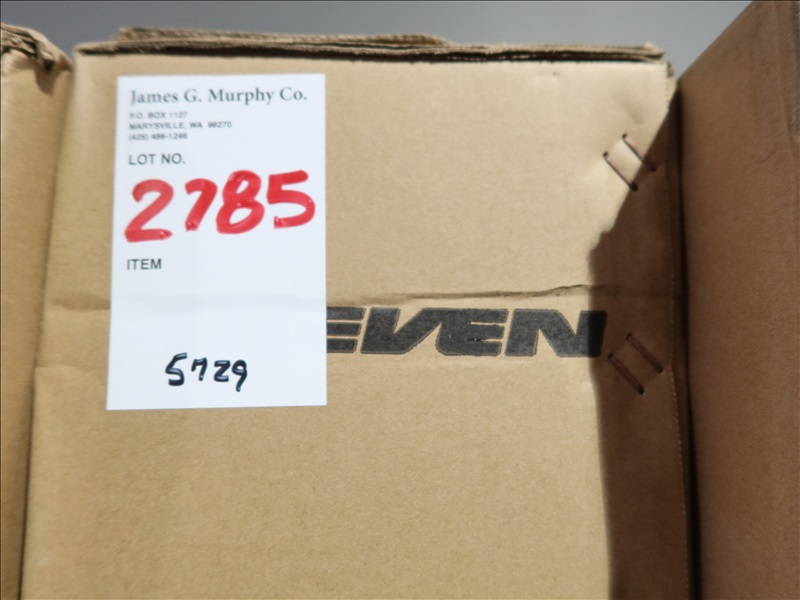 James G. Murphy Co.
P.O. BOX 1127
MARYSVILLE, WA 98270
(425) 486-1246
LOT NO.
2785
ITEM
EVEN
5729